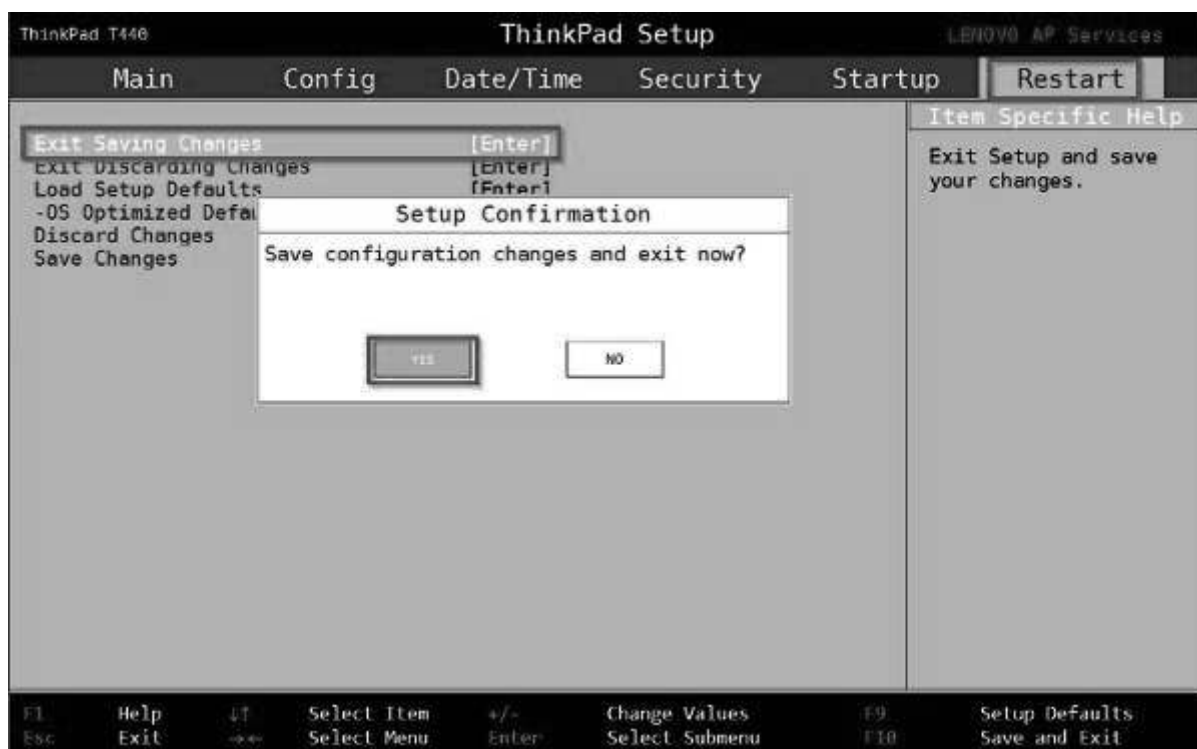 ThinkPad T440 ThinkPad Setup LENOVO AP Services
Main Config Date/Time Security Startup Restart
Item Specific Help
Exit Setup and save
your changes.
Exit Saving Changes [Enter]
Exit Discarding Changes [Enter]
Load Setup Defaults [Enter]
-OS Optimized
Discard Changes
Save Changes
Setup Confirmation
Save configuration changes and exit now?
YES NO
F1 Help ↓↑ Select Item +/- Change Values F9 Setup Defaults
Esc Exit →← Select Menu Enter Select Submenu F10 Save and Exit